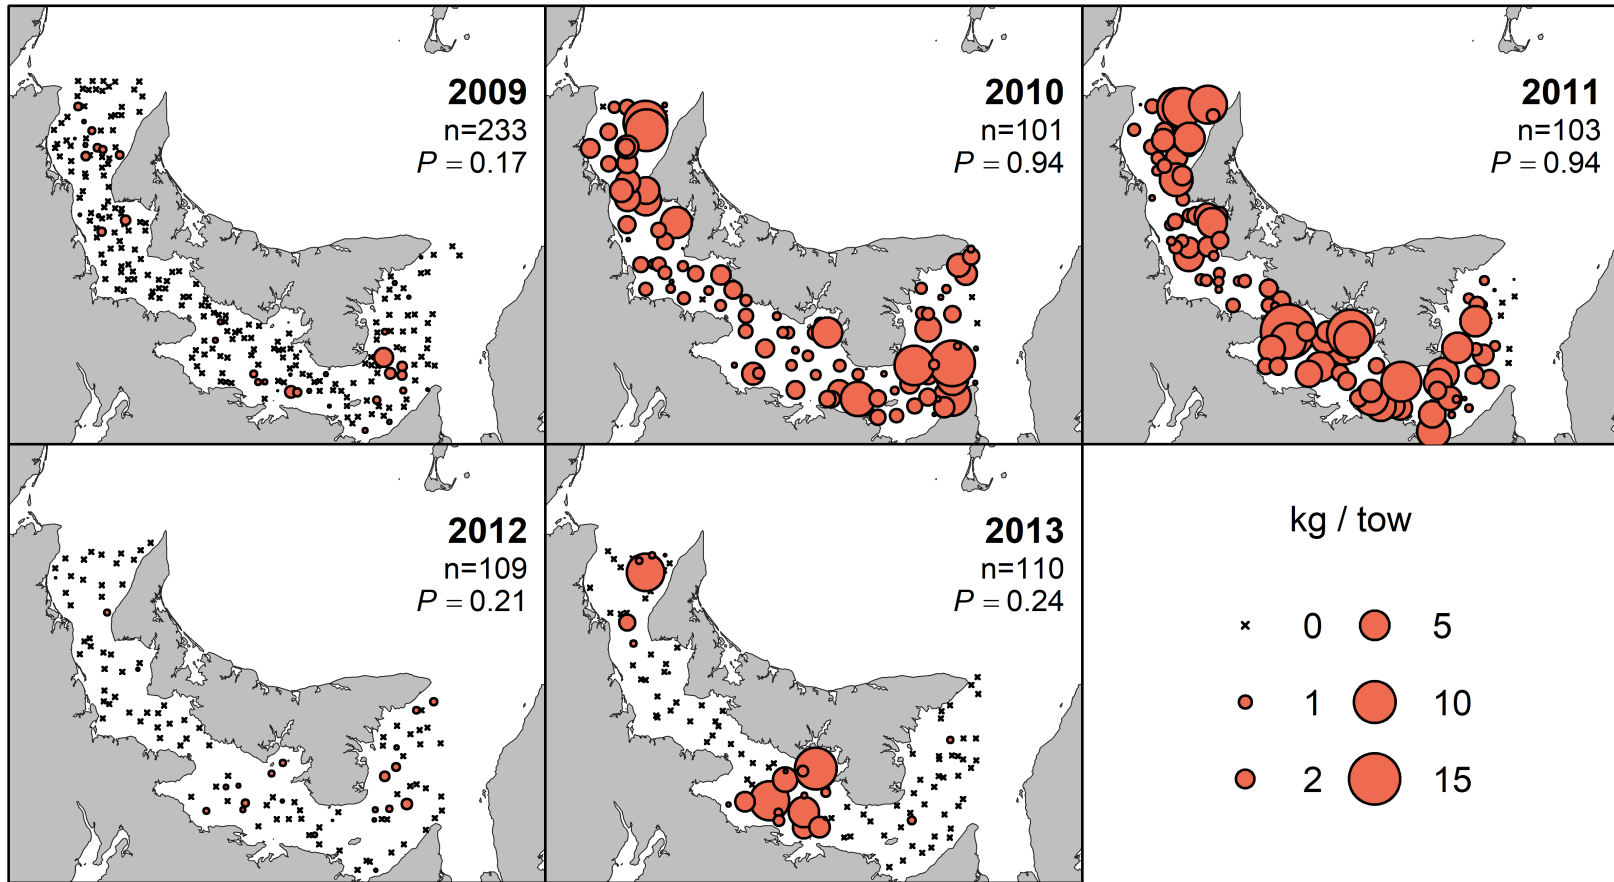 2009
n=233
P = 0.17
2010
n=101
P = 0.94
2011
n=103
P = 0.94
2012
n=109
P = 0.21
2013
n=110
P = 0.24
kg / tow
0 5
1 10
2 15